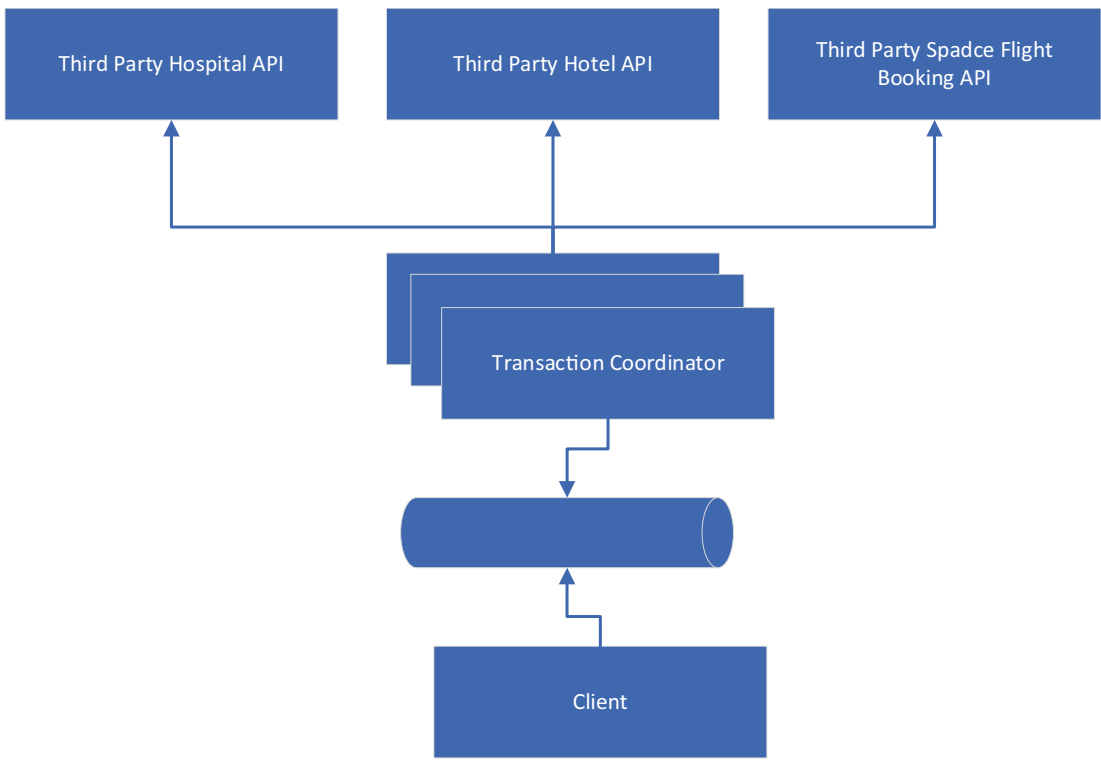 Third Party Hospital API
Third Party Hotel API
Third Party Spadce Flight
Booking API
Transaction Coordinator
Client